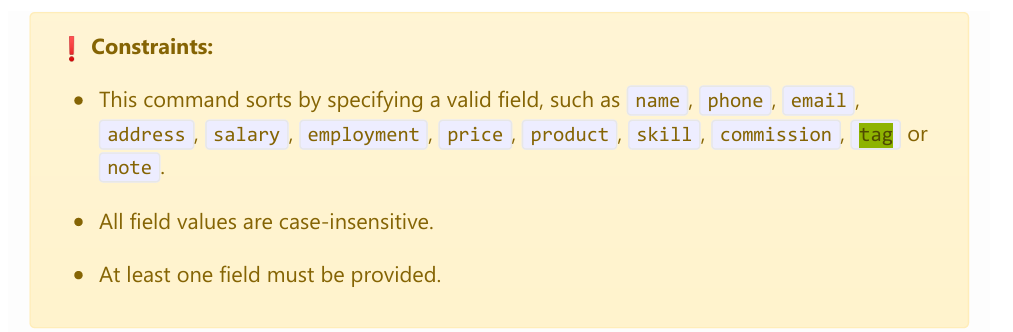 ❗ Constraints:
• This command sorts by specifying a valid field, such as name, phone, email,
address, salary, employment, price, product, skill, commission, tag or
note.
• All field values are case-insensitive.
• At least one field must be provided.